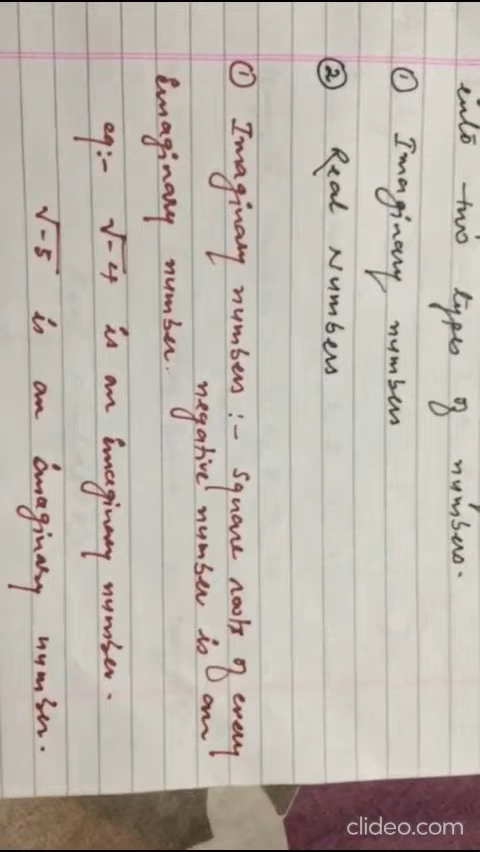 into two types of numbers.
① Imaginary numbers
② Real Numbers
① Imaginary numbers :- Square roots of every
negative number is an
imaginary number.
eg:- √-4 is an imaginary number.
√-5 is an imaginary number.
clideo.com